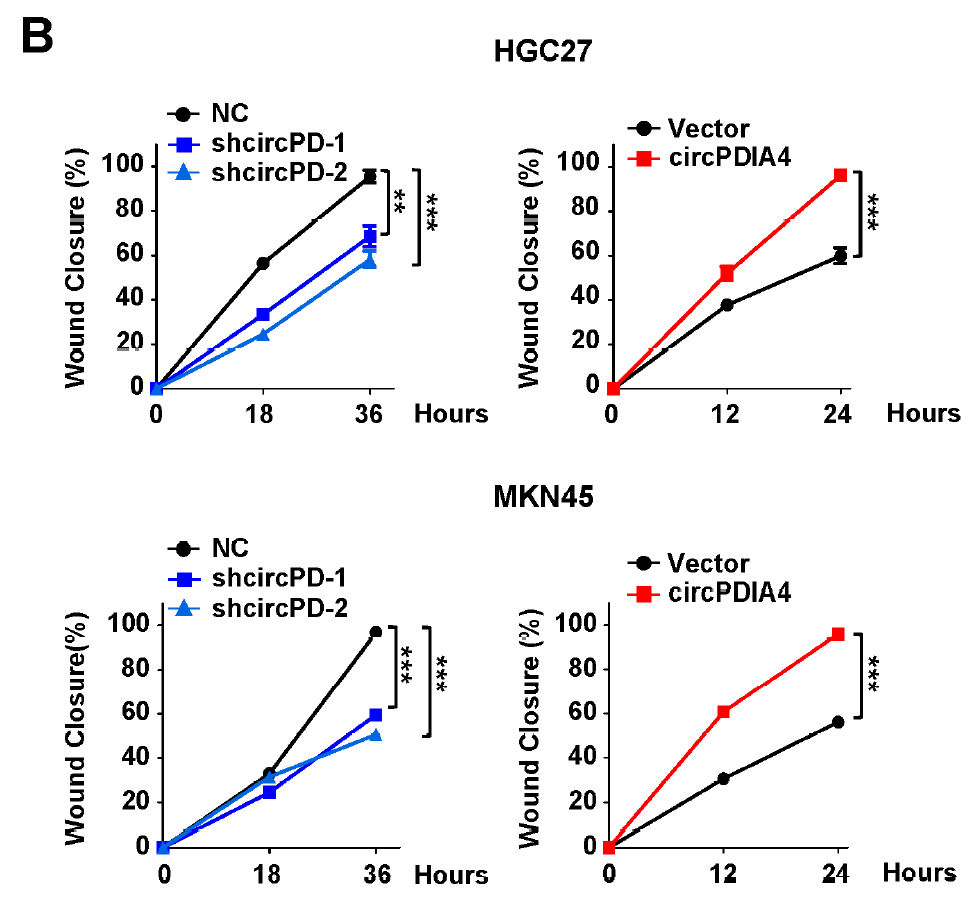 B
HGC27
NC
shcircPD-1
shcircPD-2
Wound Closure (%)
100
80
60
40
20
0
0 18 36 Hours
**
***
Vector
circPDIA4
Wound Closure (%)
100
80
60
40
20
0
0 12 24 Hours
***
MKN45
NC
shcircPD-1
shcircPD-2
Wound Closure(%)
100
80
60
40
20
0
0 18 36 Hours
***
***
Vector
circPDIA4
Wound Closure (%)
100
80
60
40
20
0
0 12 24 Hours
***